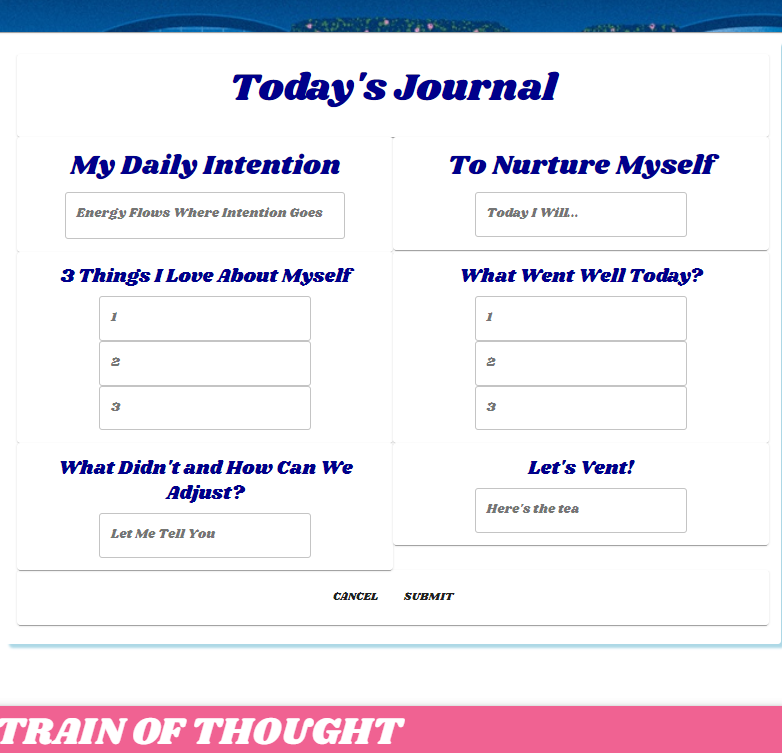 Today's Journal
My Daily Intention
Energy Flows Where Intention Goes
To Nurture Myself
Today I Will...
3 Things I Love About Myself
1
2
3
What Went Well Today?
1
2
3
What Didn't and How Can We
Adjust?
Let Me Tell You
Let's Vent!
Here's the tea
CANCEL
SUBMIT
TRAIN OF THOUGHT